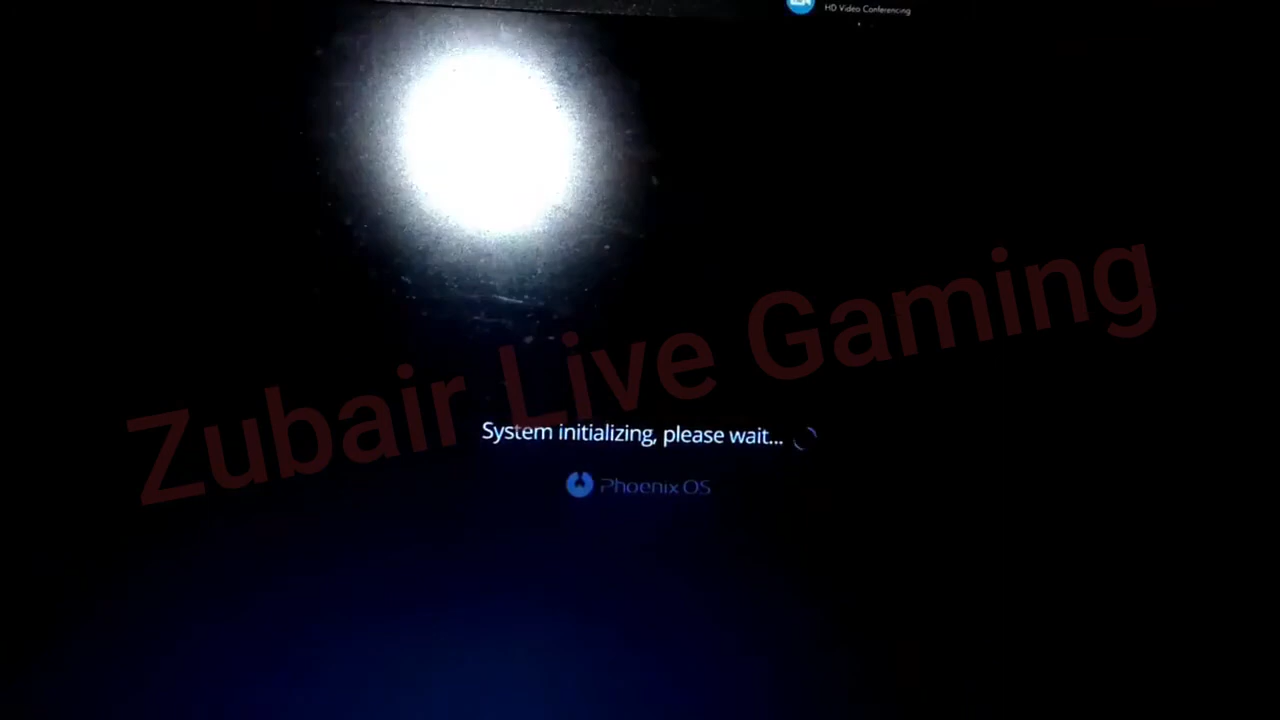 HD Video Conferencing
Zubair Live Gaming
System initializing, please wait...
Phoenix OS